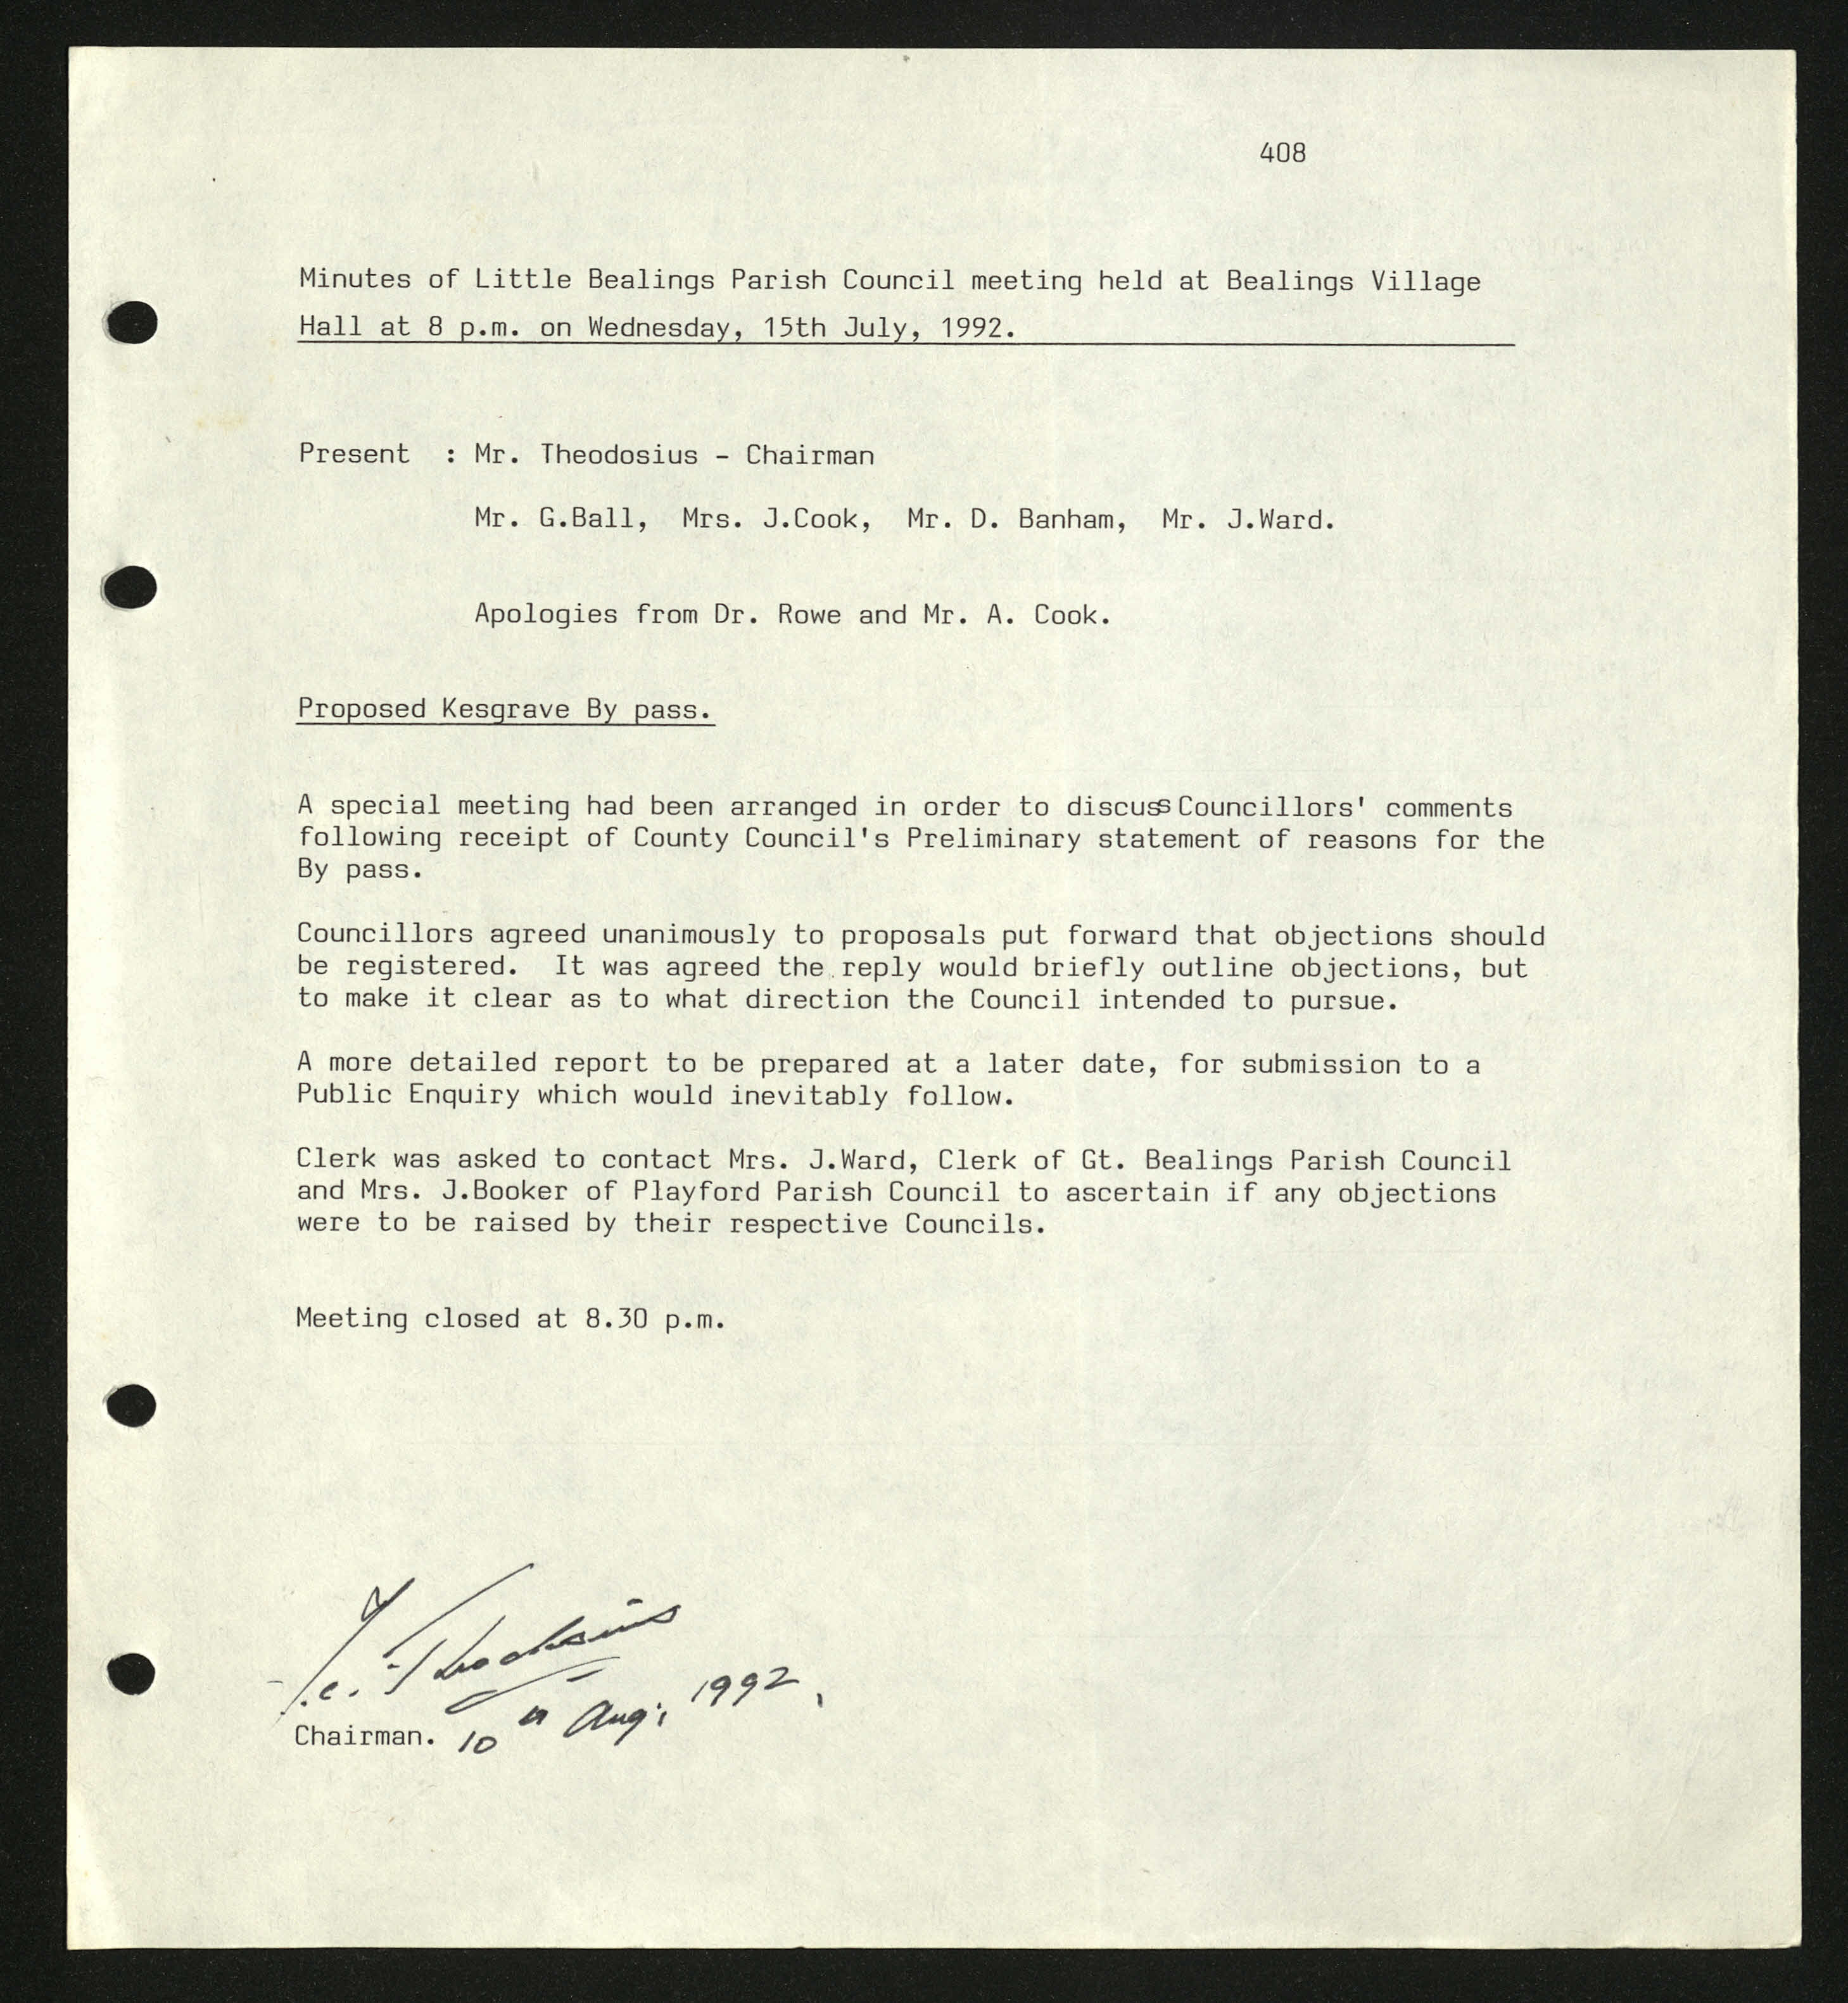 408
Minutes of Little Bealings Parish Council meeting held at Bealings Village
Hall at 8 p.m. on Wednesday, 15th July, 1992.
Present : Mr. Theodosius - Chairman
Mr. G.Ball, Mrs. J.Cook, Mr. D. Banham, Mr. J.Ward.
Apologies from Dr. Rowe and Mr. A. Cook.
Proposed Kesgrave By pass.
A special meeting had been arranged in order to discuss Councillors' comments
following receipt of County Council's Preliminary statement of reasons for the
By pass.
Councillors agreed unanimously to proposals put forward that objections should
be registered. It was agreed the reply would briefly outline objections, but
to make it clear as to what direction the Council intended to pursue.
A more detailed report to be prepared at a later date, for submission to a
Public Enquiry which would inevitably follow.
Clerk was asked to contact Mrs. J.Ward, Clerk of Gt. Bealings Parish Council
and Mrs. J.Booker of Playford Parish Council to ascertain if any objections
were to be raised by their respective Councils.
Meeting closed at 8.30 p.m.
Theodosius
Chairman. 10th Aug: 1992.